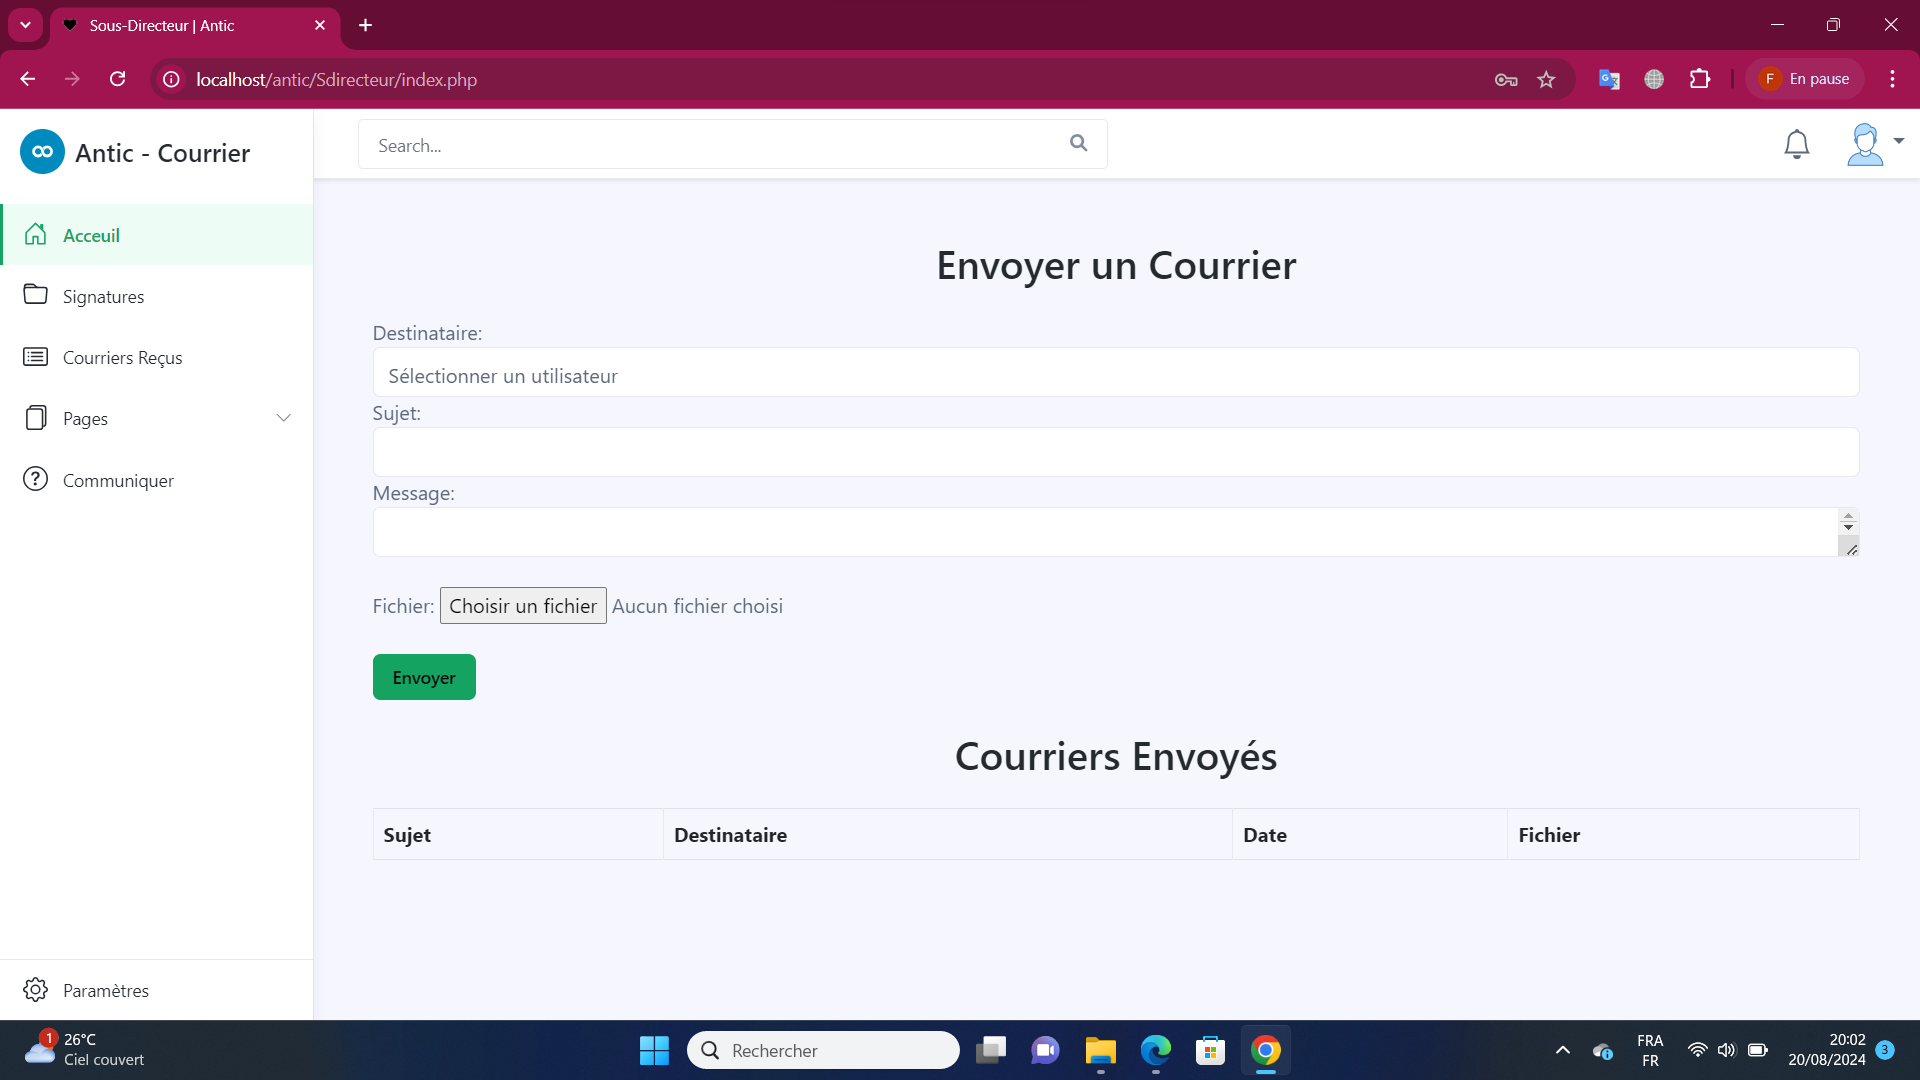 Sous-Directeur | Antic
localhost/antic/Sdirecteur/index.php
F En pause
Antic - Courrier
Search...
Acceuil
Signatures
Courriers Reçus
Pages
Communiquer
Paramètres
Envoyer un Courrier
Destinataire:
Sélectionner un utilisateur
Sujet:
Message:
Fichier: Choisir un fichier Aucun fichier choisi
Envoyer
Courriers Envoyés
Sujet Destinataire Date Fichier
1 26°C
Ciel couvert
Rechercher
FRA
FR
20:02
20/08/2024
3